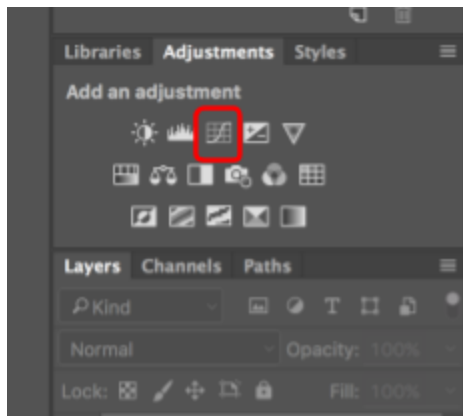 Libraries Adjustments Styles
Add an adjustment
Layers Channels Paths
Kind
T
Normal Opacity: 100%
Lock: Fill: 100%